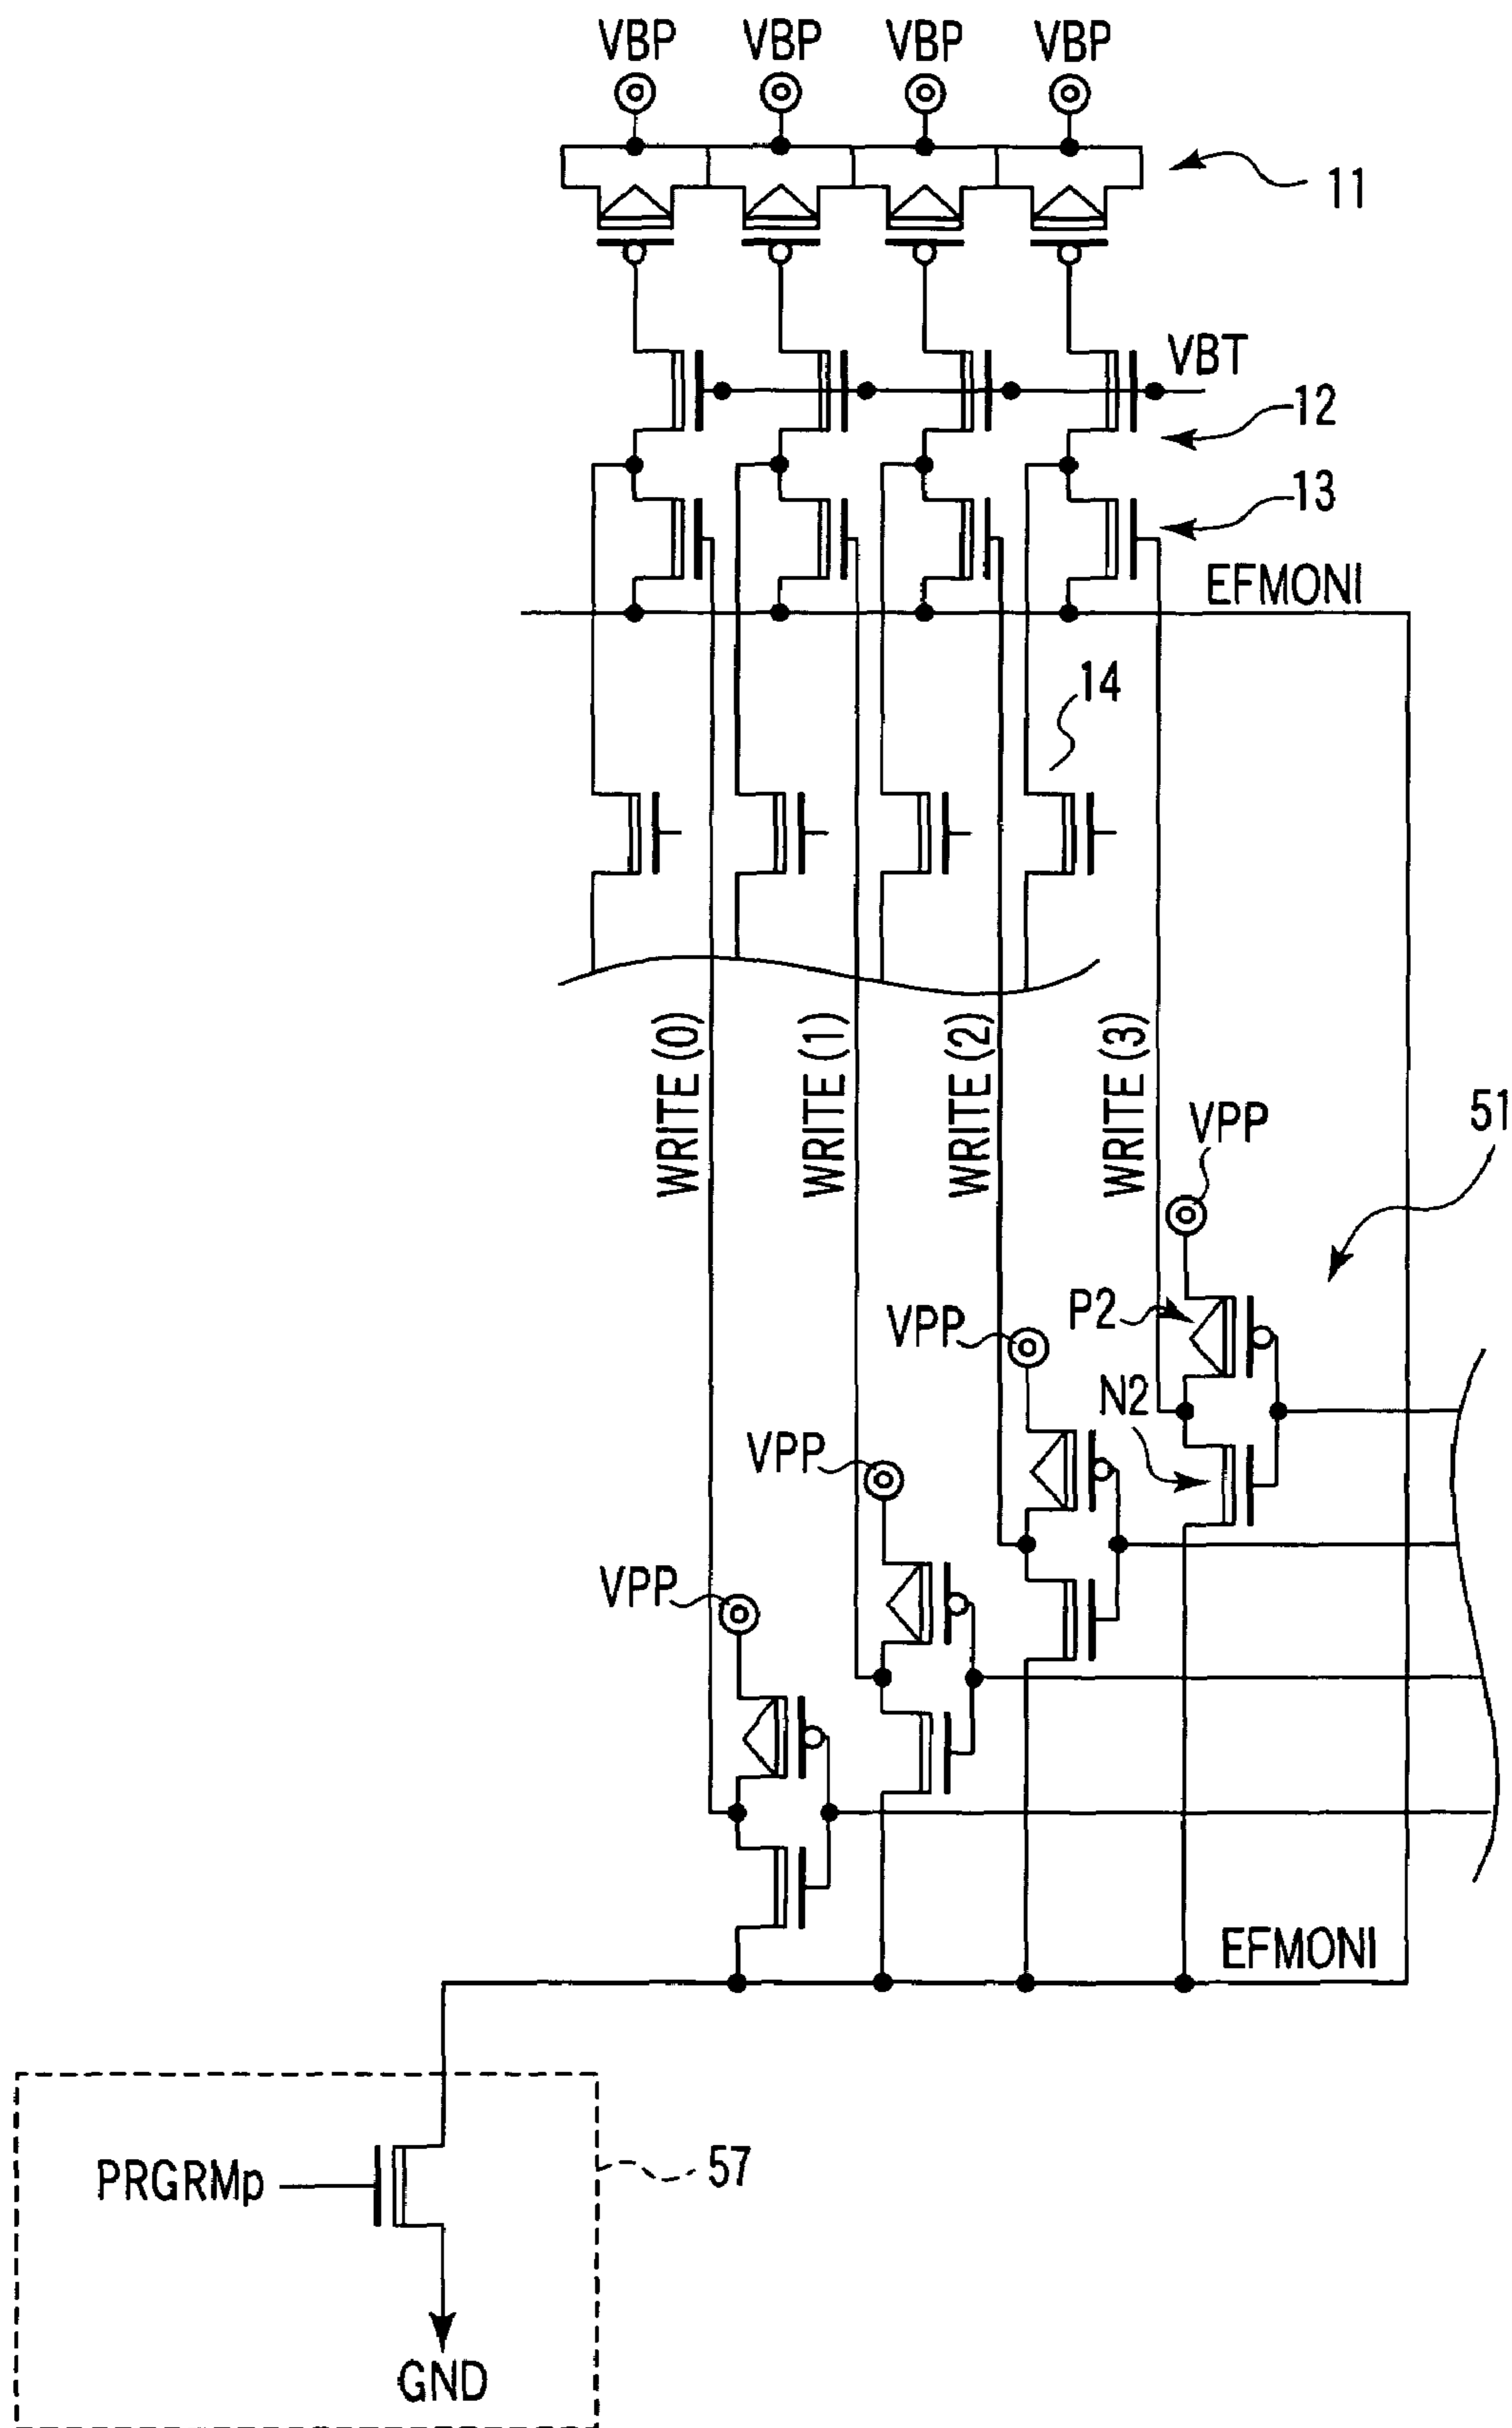 VBP VBP VBP VBP
11
VBT
12
13
EFMONI
14
WRITE (0)
WRITE (1)
WRITE (2)
WRITE (3)
51
VPP
P2
VPP
N2
VPP
VPP
EFMONI
57
PRGRMp
GND